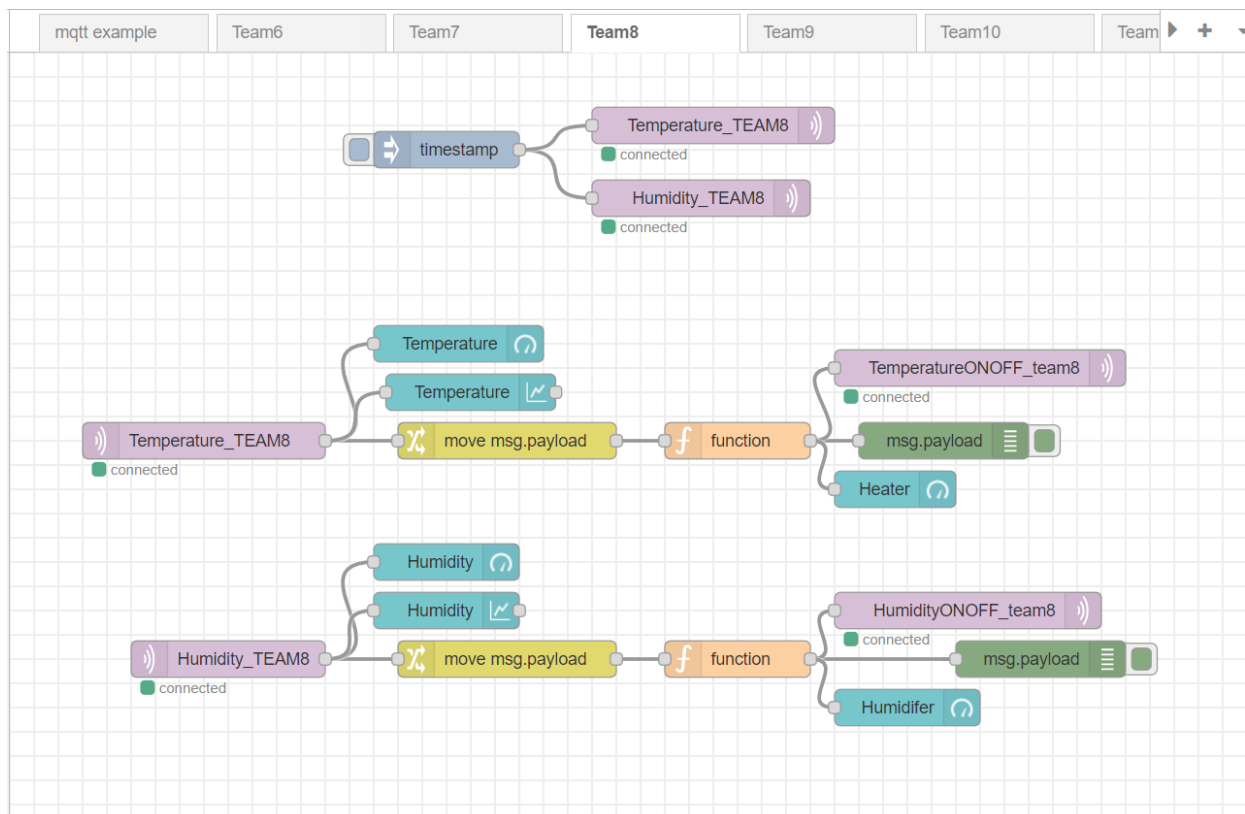 mqtt example
Team6
Team7
Team8
Team9
Team10
Team
Temperature_TEAM8
connected
timestamp
Humidity_TEAM8
connected
Temperature
Temperature
TemperatureONOFF_team8
connected
Temperature_TEAM8
connected
move msg.payload
function
msg.payload
Heater
Humidity
Humidity
HumidityONOFF_team8
connected
Humidity_TEAM8
connected
move msg.payload
function
msg.payload
Humidifer